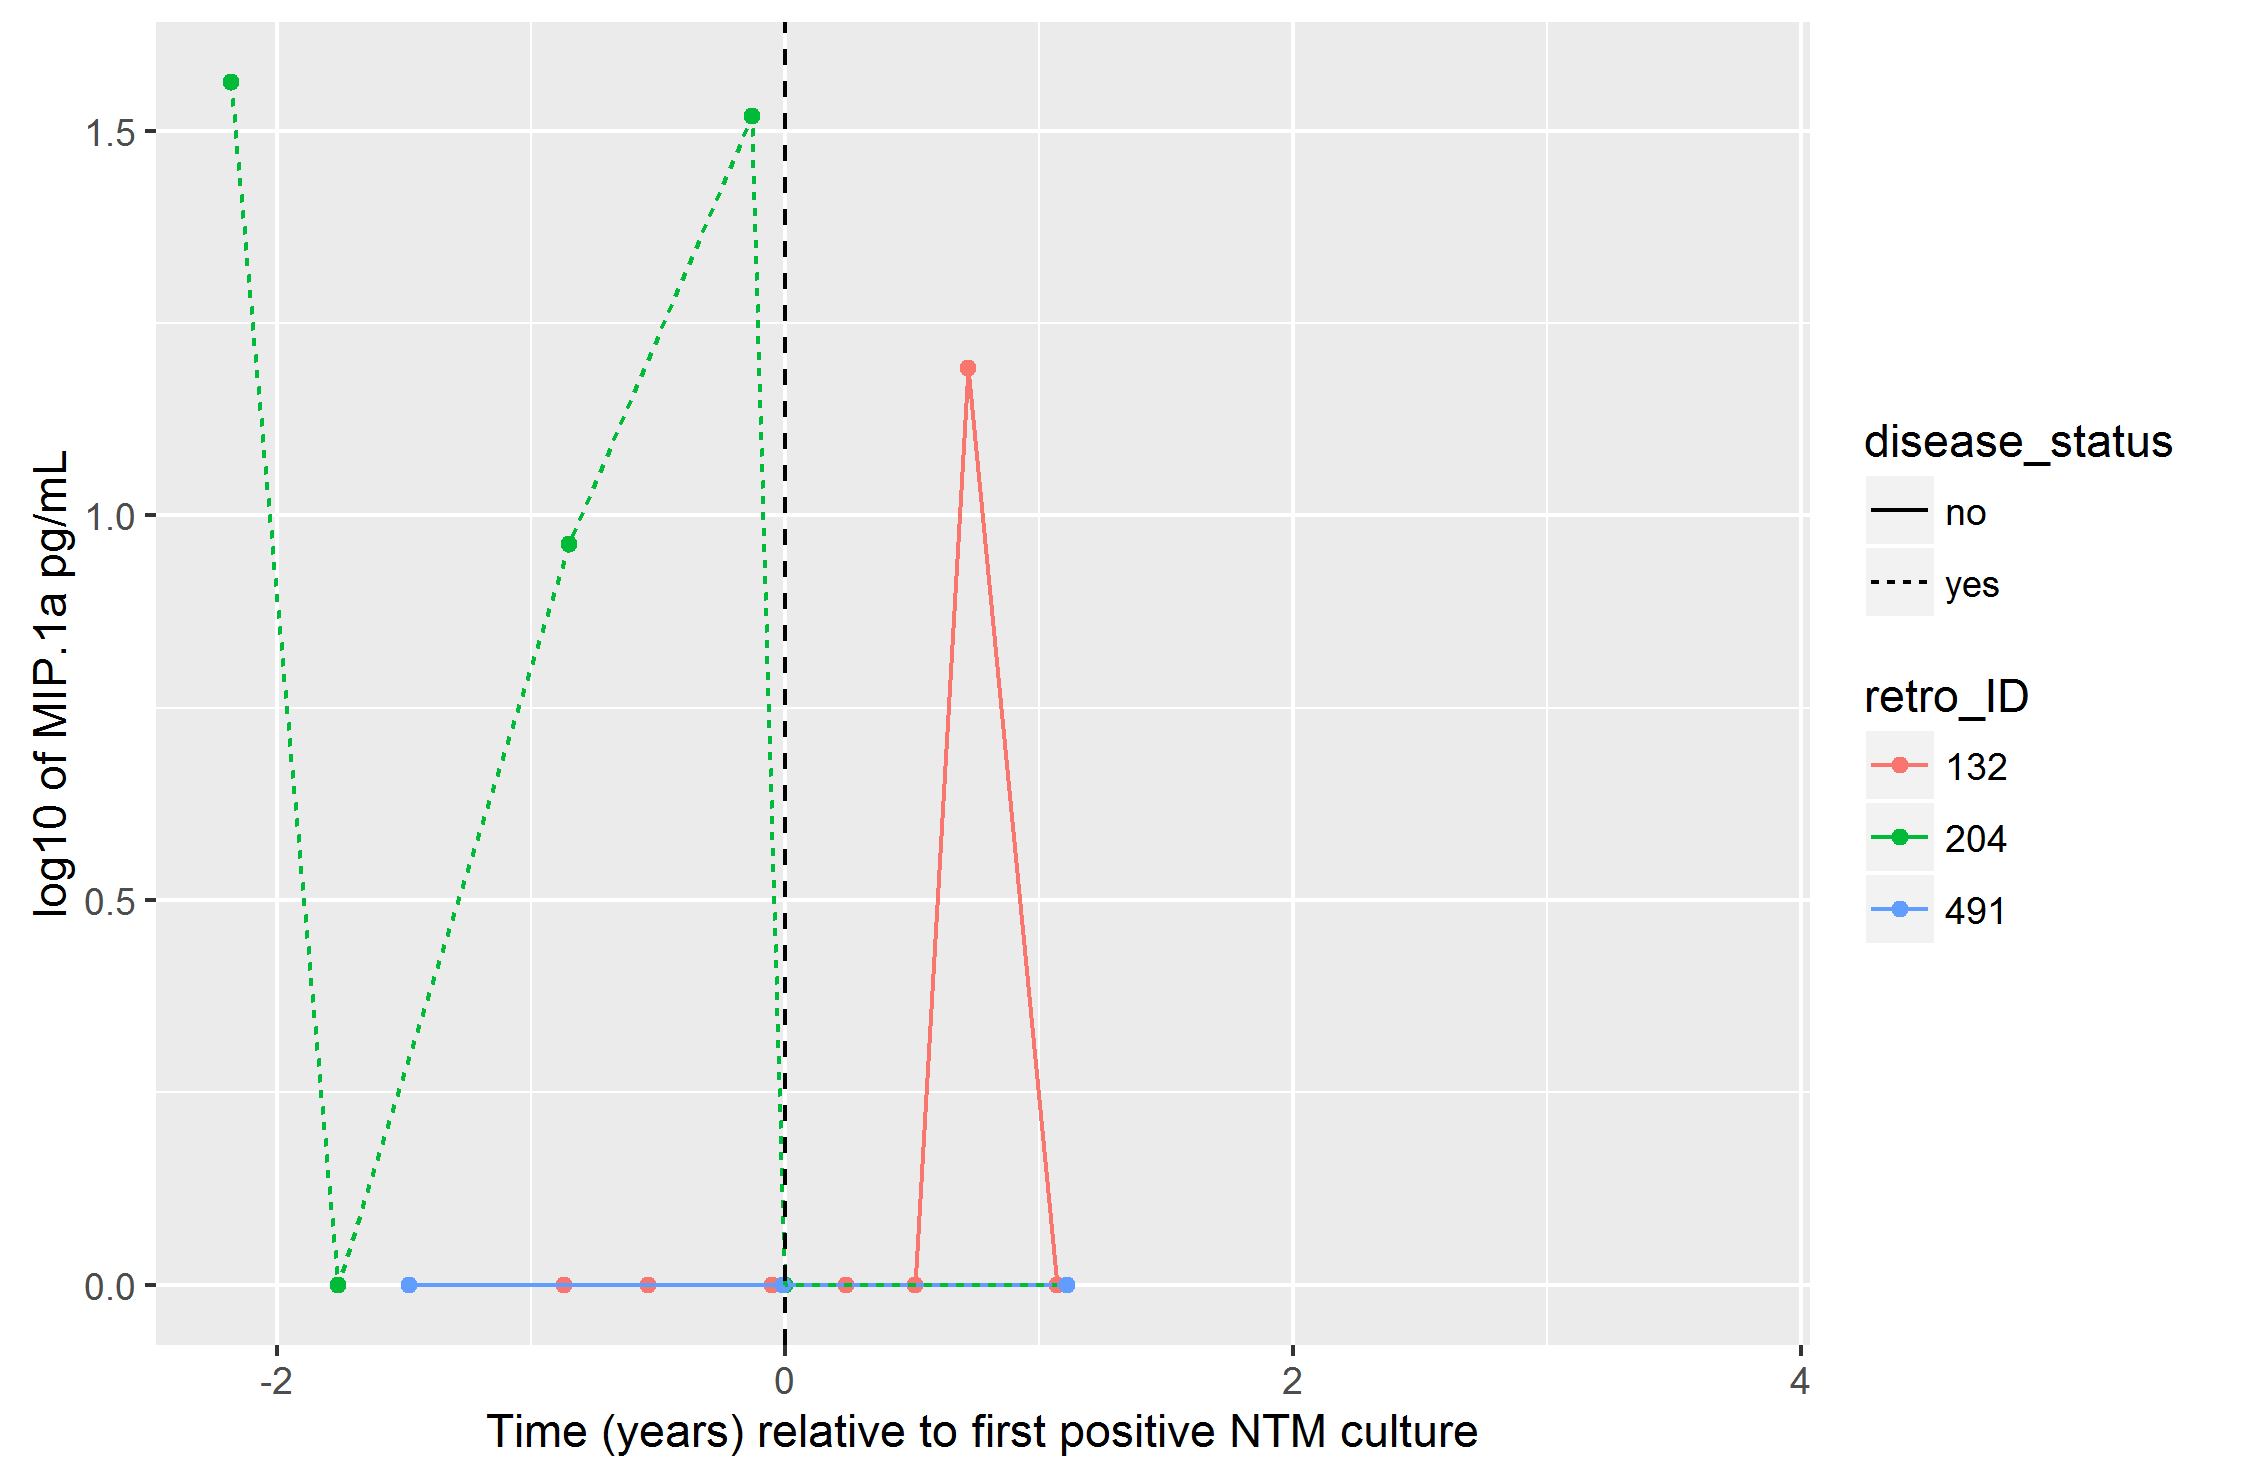 log10 of MIP.1a pg/mL
1.5
1.0
0.5
0.0
-2
0
2
4
Time (years) relative to first positive NTM culture
disease_status
no
yes
retro_ID
132
204
491